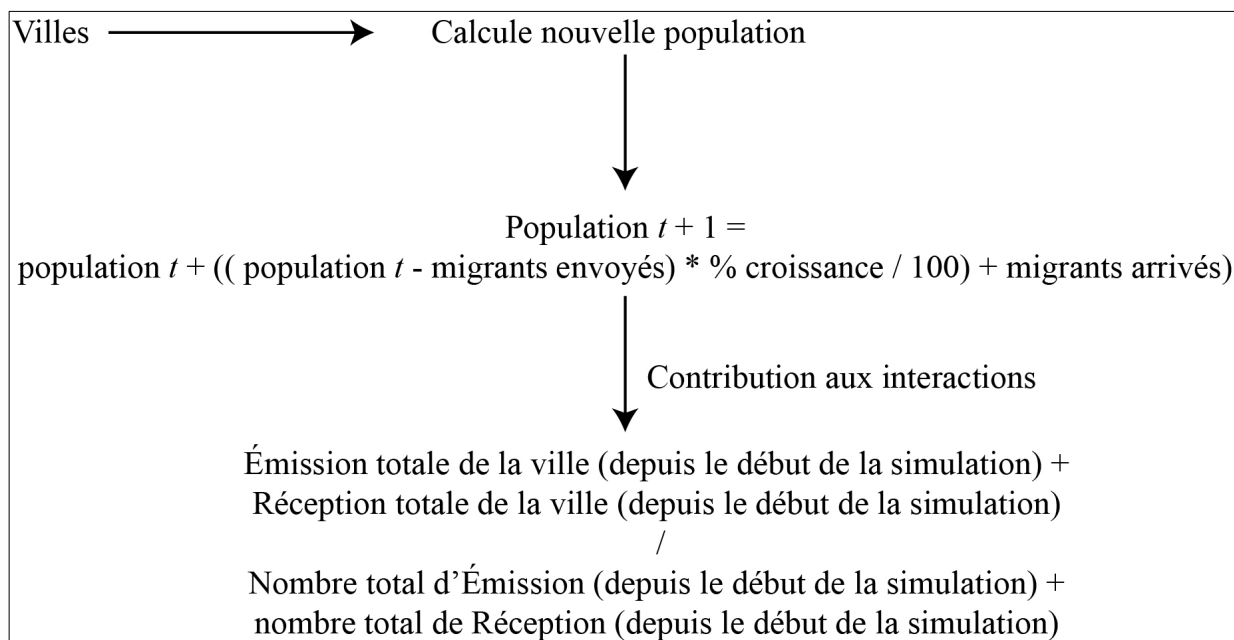 Villes
Calcule nouvelle population
Population t + 1 =
population t + (( population t - migrants envoyés) * % croissance / 100) + migrants arrivés)
Contribution aux interactions
Émission totale de la ville (depuis le début de la simulation) +
Réception totale de la ville (depuis le début de la simulation)
/
Nombre total d’Émission (depuis le début de la simulation) +
nombre total de Réception (depuis le début de la simulation)